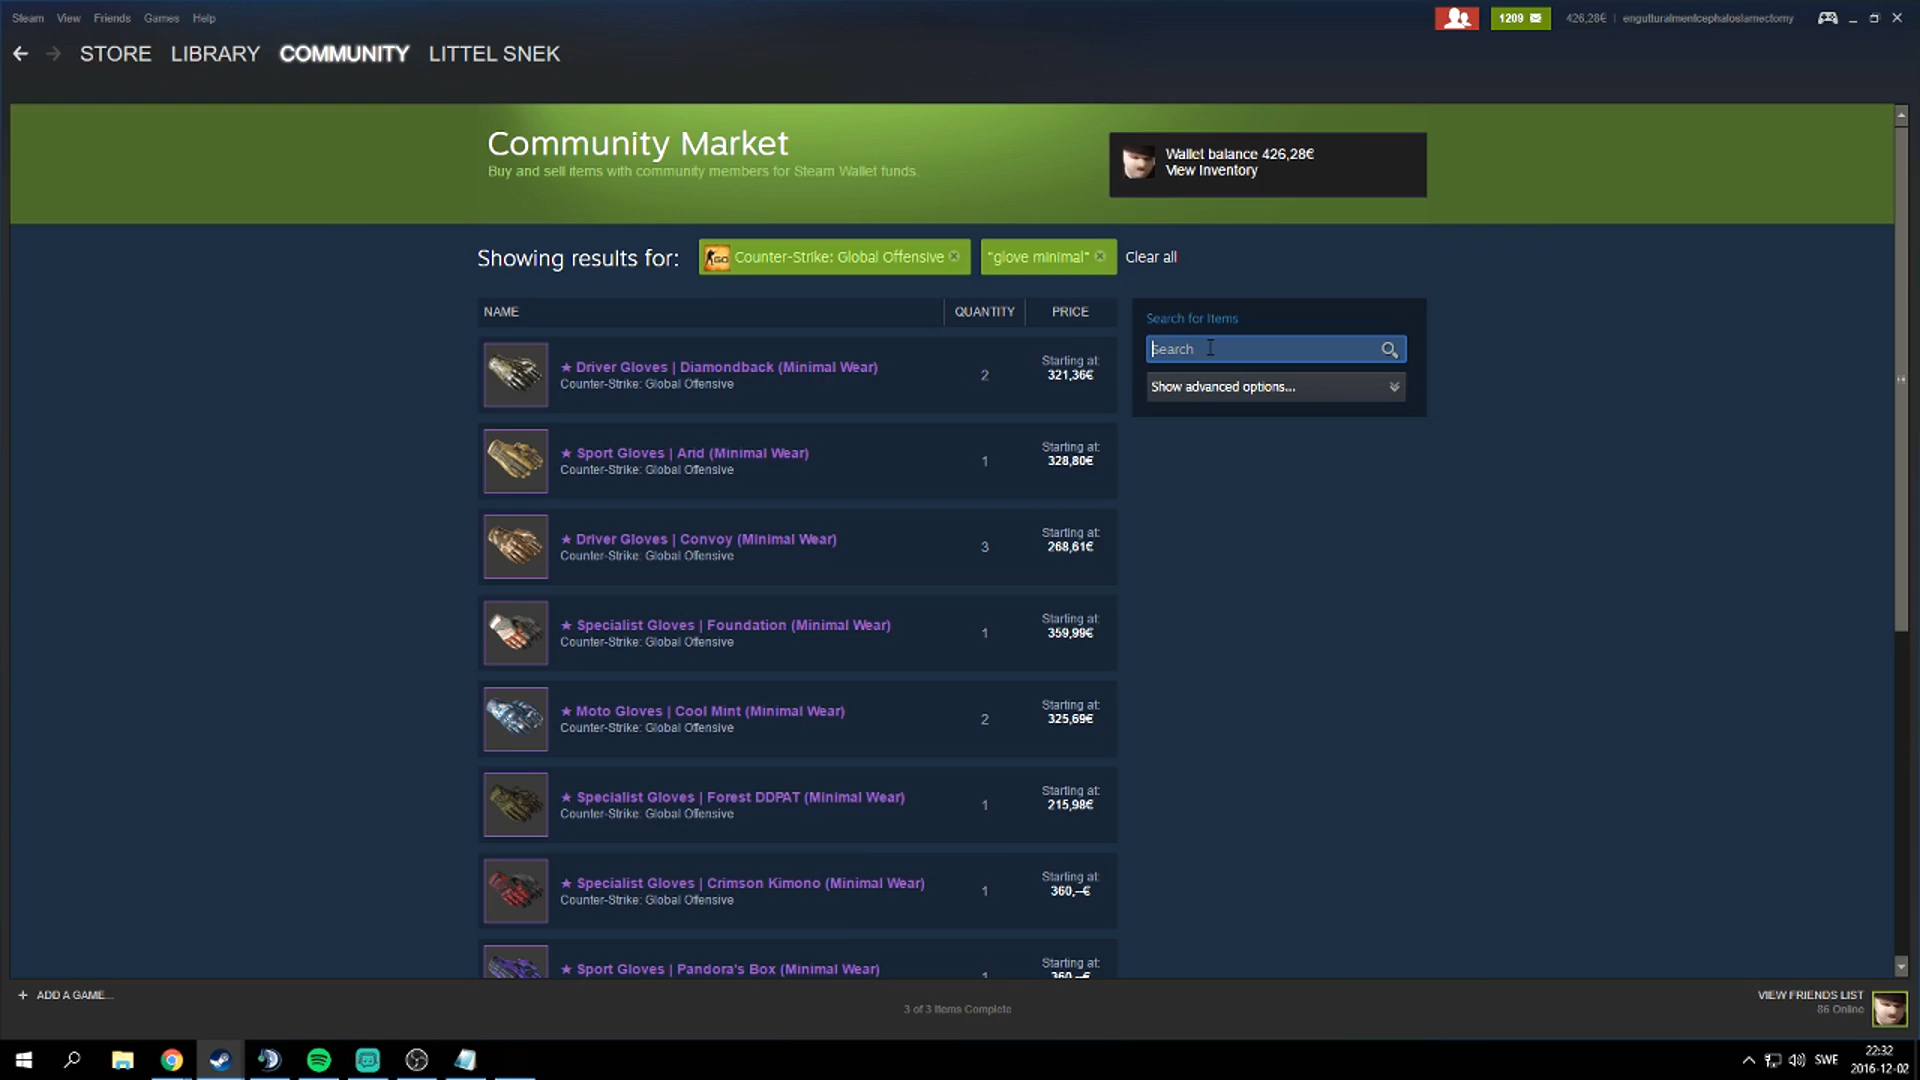 Steam View Friends Games Help
1209 426,28€ | engutturalmentcephaloslamectomy
STORE LIBRARY COMMUNITY LITTEL SNEK
Community Market
Buy and sell items with community members for Steam Wallet funds.
Wallet balance 426,28€
View Inventory
Showing results for: GO Counter-Strike: Global Offensive "glove minimal" Clear all
NAME QUANTITY PRICE
Search for Items
Search
Show advanced options...
★ Driver Gloves | Diamondback (Minimal Wear)
Counter-Strike: Global Offensive
2
Starting at:
321,36€
★ Sport Gloves | Arid (Minimal Wear)
Counter-Strike: Global Offensive
1
Starting at:
328,80€
★ Driver Gloves | Convoy (Minimal Wear)
Counter-Strike: Global Offensive
3
Starting at:
268,61€
★ Specialist Gloves | Foundation (Minimal Wear)
Counter-Strike: Global Offensive
1
Starting at:
359,99€
★ Moto Gloves | Cool Mint (Minimal Wear)
Counter-Strike: Global Offensive
2
Starting at:
325,69€
★ Specialist Gloves | Forest DDPAT (Minimal Wear)
Counter-Strike: Global Offensive
1
Starting at:
215,98€
★ Specialist Gloves | Crimson Kimono (Minimal Wear)
Counter-Strike: Global Offensive
1
Starting at:
360,--€
★ Sport Gloves | Pandora's Box (Minimal Wear)
1
Starting at:
360,--€
+ ADD A GAME...
3 of 3 Items Complete
VIEW FRIENDS LIST
86 Online
SWE
22:32
2016-12-02